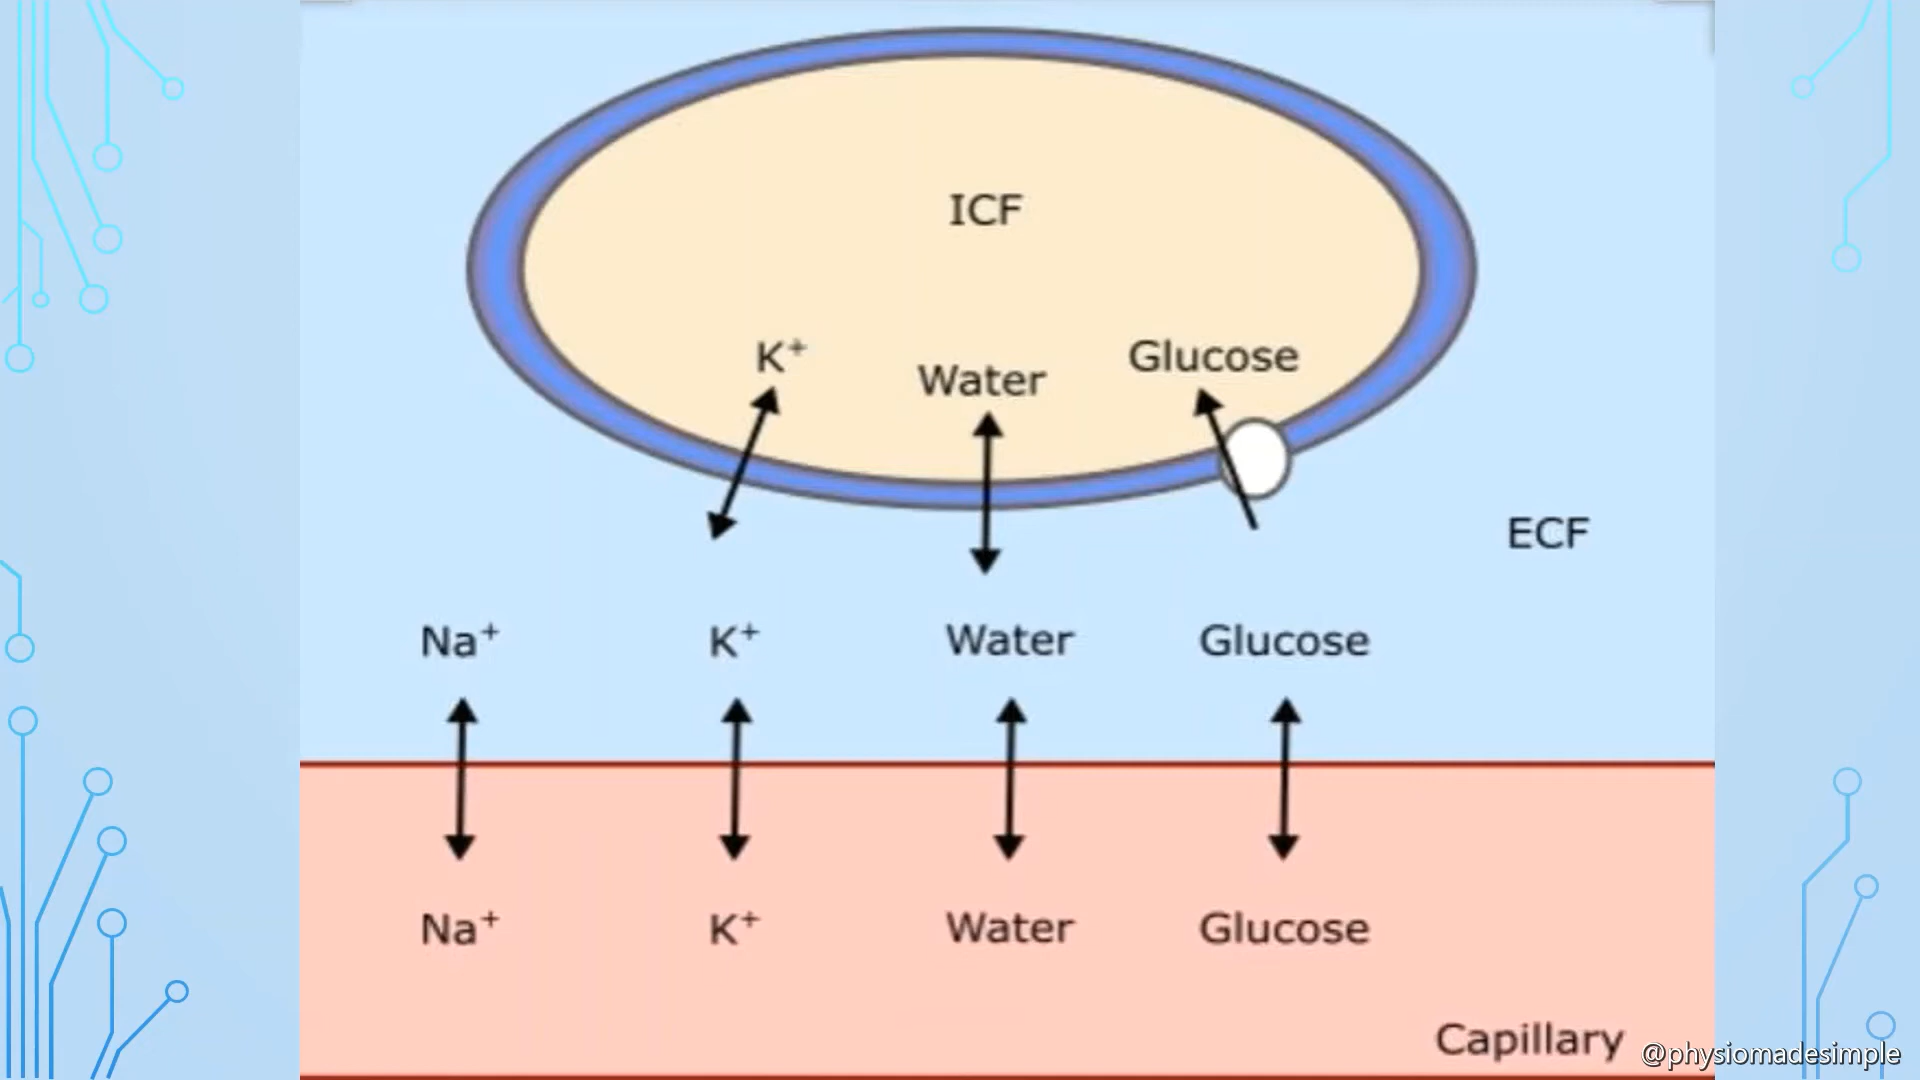 ICF
K⁺
Water
Glucose
ECF
Na⁺ K⁺ Water Glucose
Na⁺ K⁺ Water Glucose
Capillary
@physiomadesimple